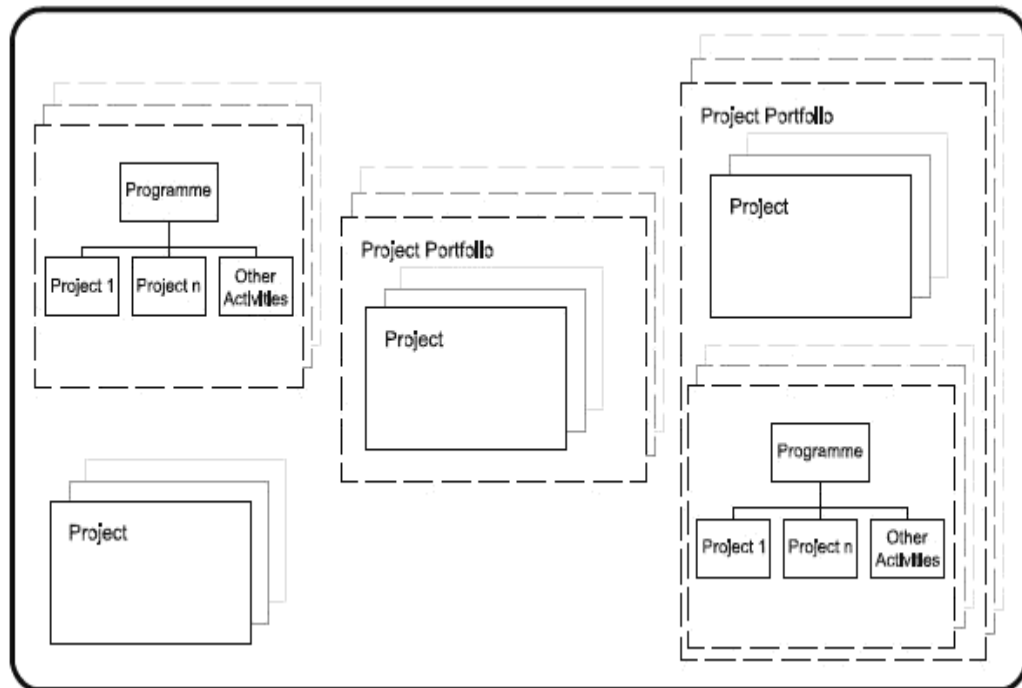 Programme
Project 1
Project n
Other
Activities
Project
Project Portfolio
Project
Project Portfolio
Project
Programme
Project 1
Project n
Other
Activities